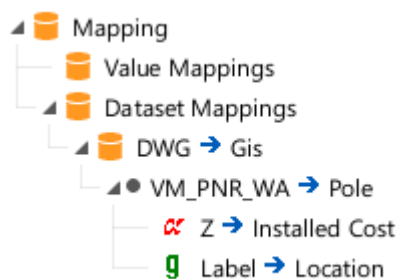 Mapping
Value Mappings
Dataset Mappings
DWG → Gis
VM_PNR_WA → Pole
α Z → Installed Cost
g Label → Location